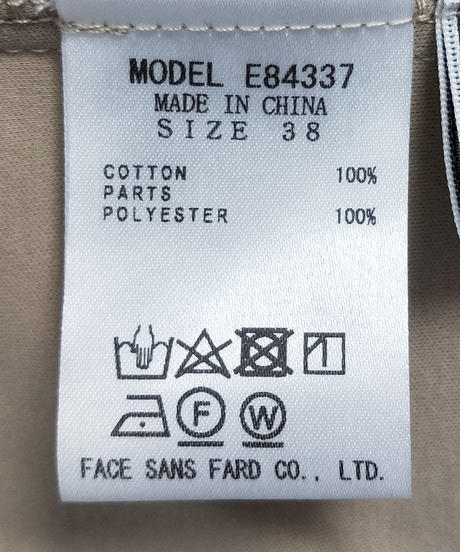 MODEL E84337
MADE IN CHINA
SIZE 38
COTTON 100%
PARTS
POLYESTER 100%
F W
FACE SANS FARD CO., LTD.